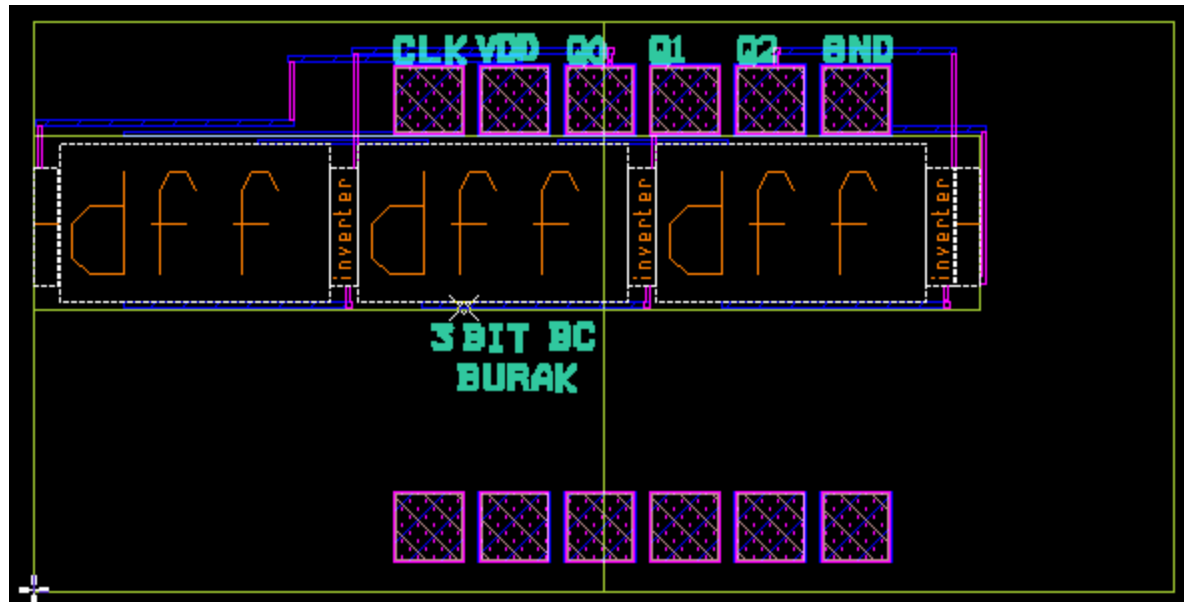 CLK VDD Q0 Q1 Q2 GND
dff inverter dff inverter dff inverter
3 BIT BC
BURAK